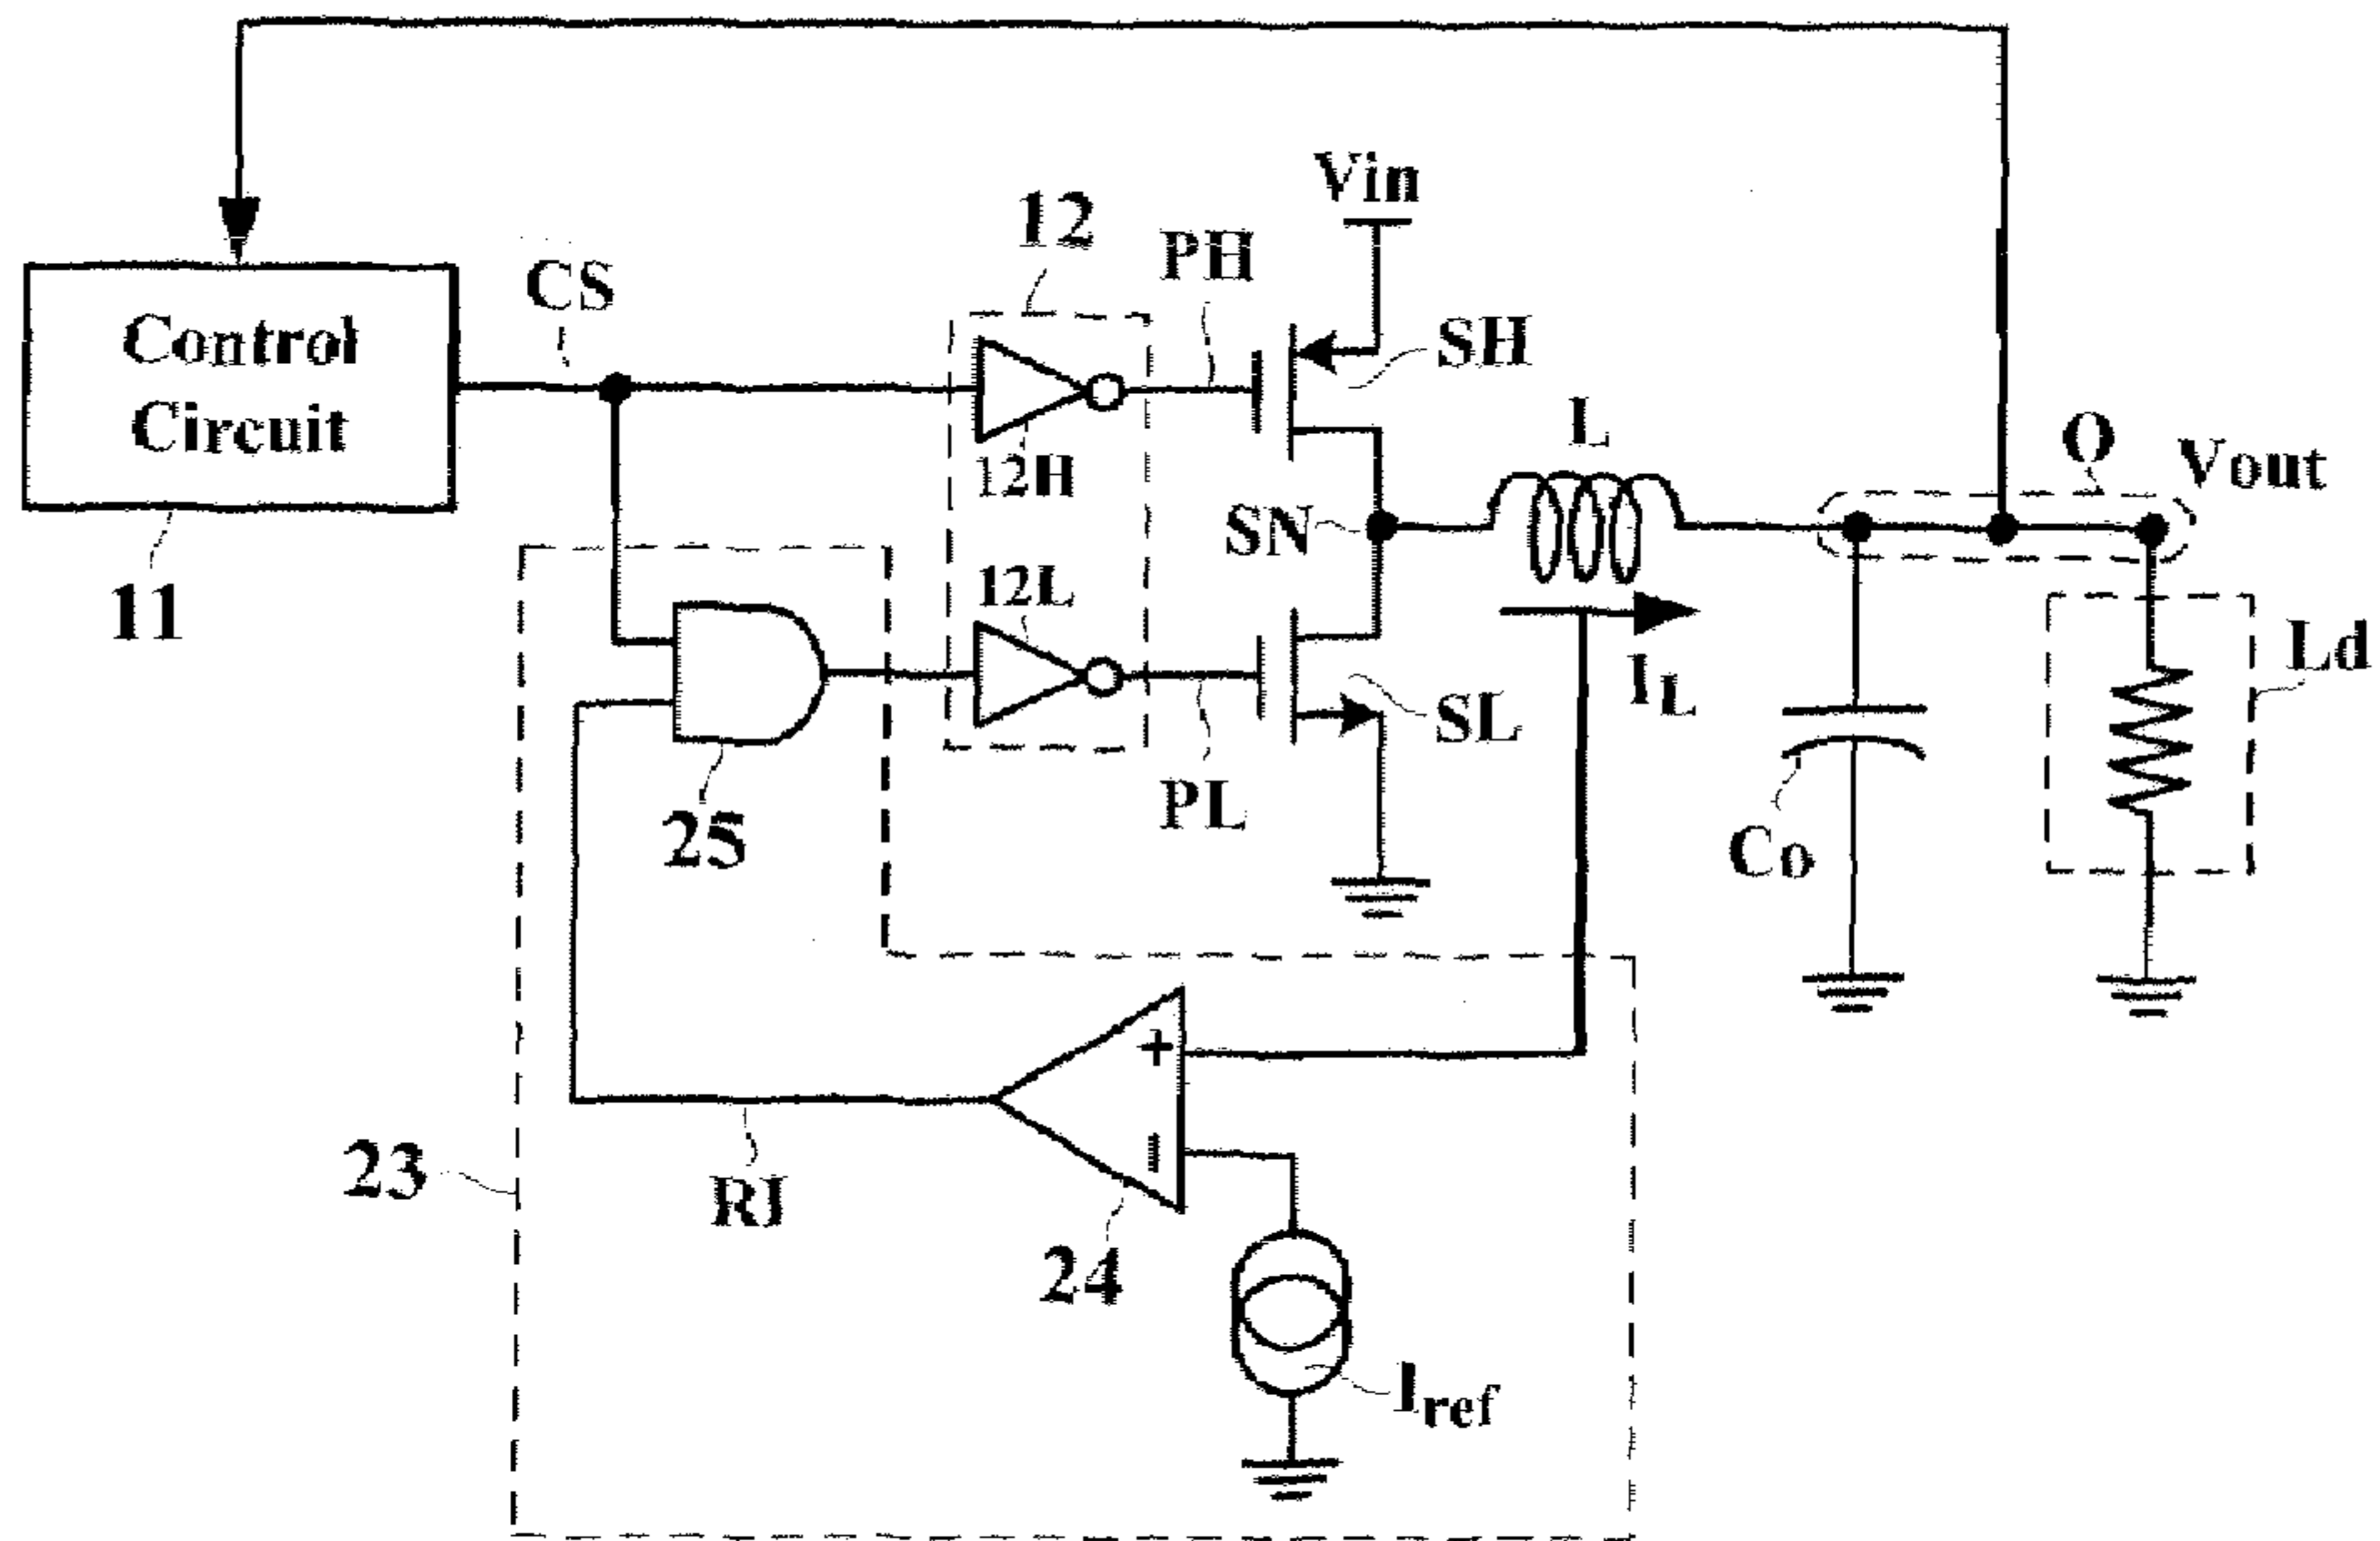 Vin
12
PH
CS
SH
Control
Circuit
L
O
Vout
12H
SN
11
12L
Ld
IL
SL
PL
25
Co
+
−
23
RI
24
Iref